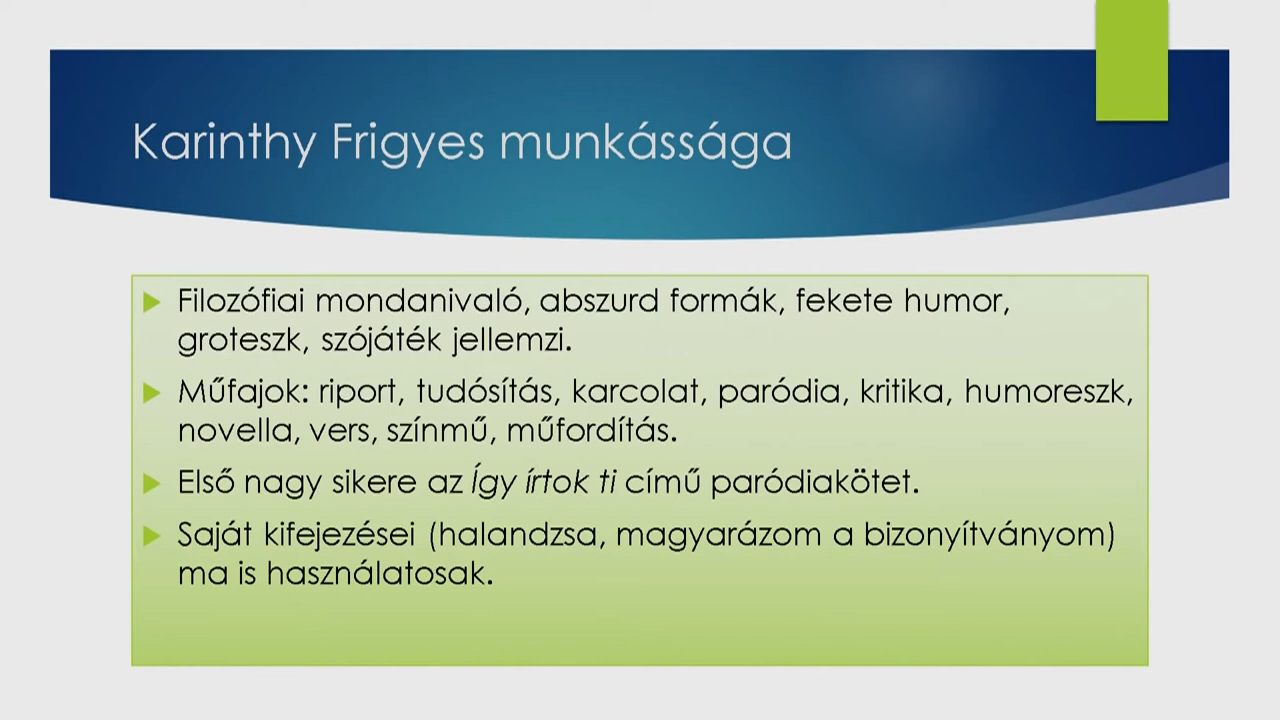 Karinthy Frigyes munkássága
Filozófiai mondanivaló, abszurd formák, fekete humor,
groteszk, szójáték jellemzi.
Műfajok: riport, tudósítás, karcolat, paródia, kritika, humoreszk,
novella, vers, színmű, műfordítás.
Első nagy sikere az Így írtok ti című paródiakötet.
Saját kifejezései (halandzsa, magyarázom a bizonyítványom)
ma is használatosak.